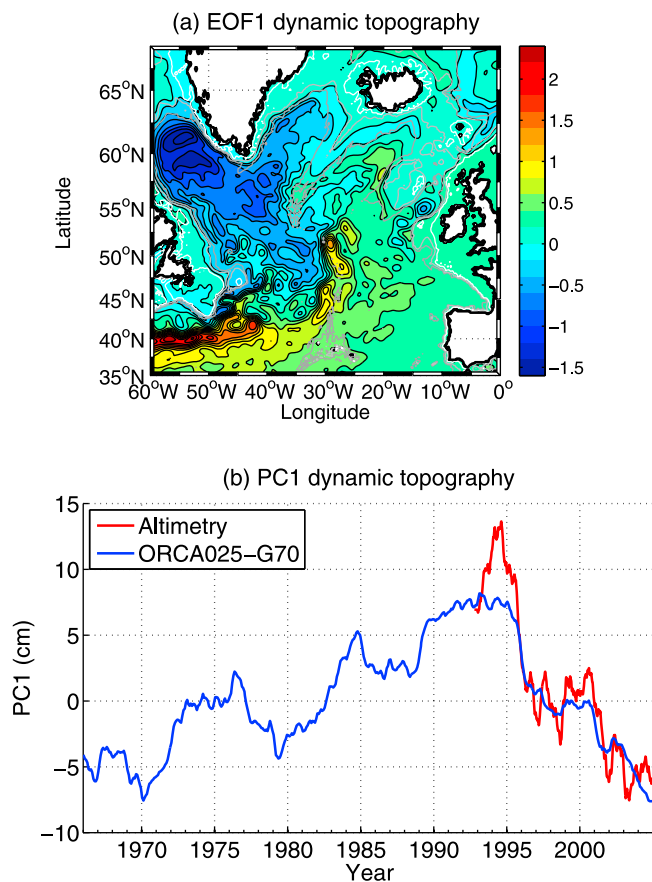 (a) EOF1 dynamic topography
65°N
60°N
55°N
50°N
45°N
40°N
35°N
Latitude
60°W 50°W 40°W 30°W 20°W 10°W 0°
Longitude
2
1.5
1
0.5
0
−0.5
−1
−1.5
(b) PC1 dynamic topography
Altimetry
ORCA025−G70
15
10
5
0
−5
−10
PC1 (cm)
1970 1975 1980 1985 1990 1995 2000
Year